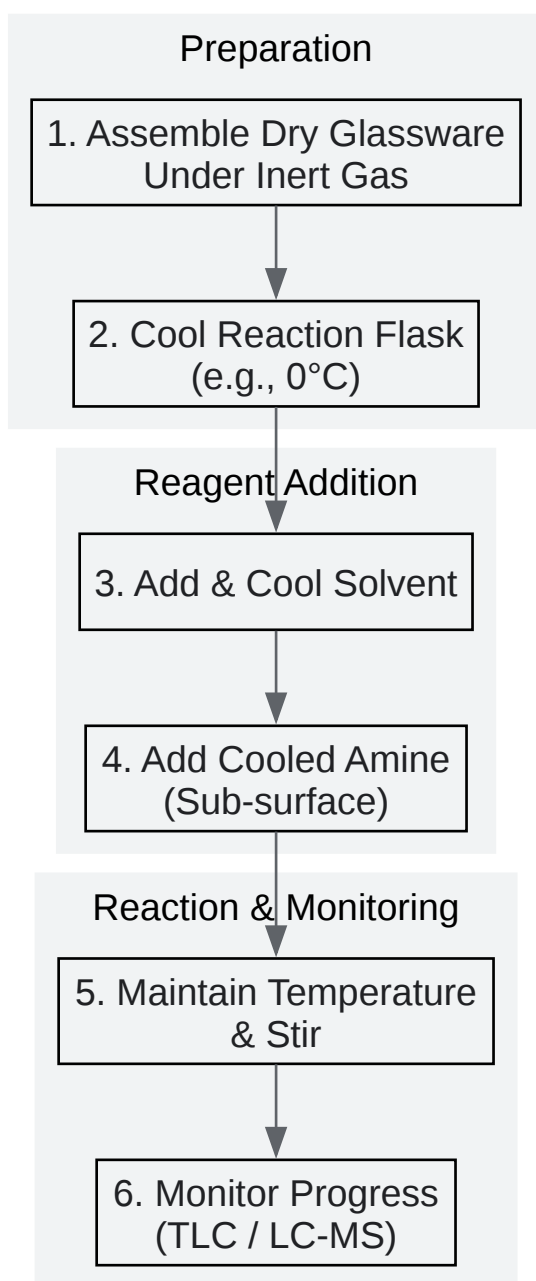 Preparation
1. Assemble Dry Glassware
Under Inert Gas
2. Cool Reaction Flask
(e.g., 0°C)
Reagent Addition
3. Add & Cool Solvent
4. Add Cooled Amine
(Sub-surface)
Reaction & Monitoring
5. Maintain Temperature
& Stir
6. Monitor Progress
(TLC / LC-MS)